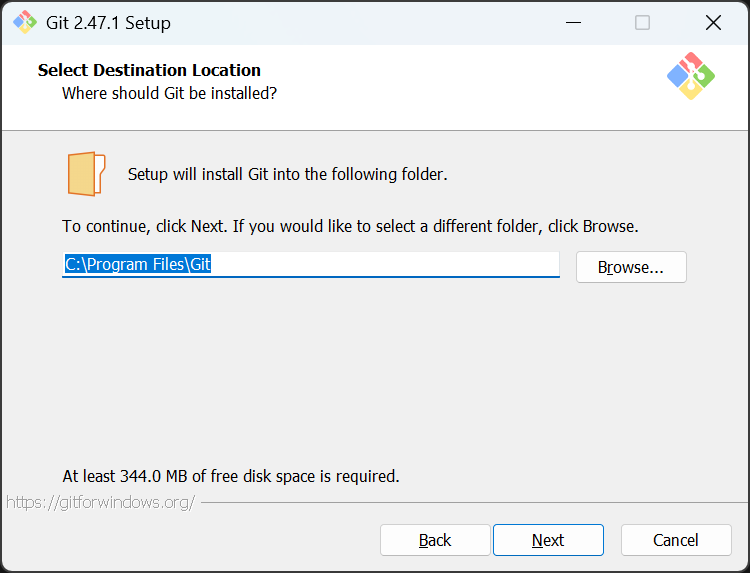 Git 2.47.1 Setup
Select Destination Location
Where should Git be installed?
Setup will install Git into the following folder.
To continue, click Next. If you would like to select a different folder, click Browse.
C:\Program Files\Git
Browse...
At least 344.0 MB of free disk space is required.
https://gitforwindows.org/
Back
Next
Cancel